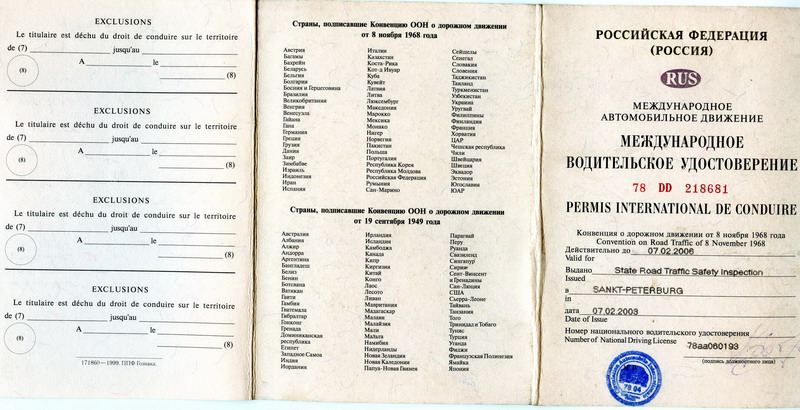 EXCLUSIONS
Le titulaire est déchu du droit de conduire sur le territoire
de (7) jusqu'au
(8)
A le
(8)
EXCLUSIONS
Le titulaire est déchu du droit de conduire sur le territoire
de (7) jusqu'au
(8)
A le
(8)
EXCLUSIONS
Le titulaire est déchu du droit de conduire sur le territoire
de (7) jusqu'au
(8)
A le
(8)
EXCLUSIONS
Le titulaire est déchu du droit de conduire sur le territoire
de (7) jusqu'au
(8)
A le
(8)
171860—1999. ППФ Гознака.
Страны, подписавшие Конвенцию ООН о дорожном движении
от 8 ноября 1968 года
Австрия
Багамы
Бахрейн
Беларусь
Бельгия
Болгария
Босния и Герцеговина
Бразилия
Великобритания
Венгрия
Венесуэла
Гайана
Гана
Германия
Греция
Грузия
Дания
Заир
Зимбабве
Израиль
Индонезия
Иран
Испания
Италия
Казахстан
Коста-Рика
Кот-д Ивуар
Куба
Кувейт
Латвия
Литва
Люксембург
Македония
Марокко
Мексика
Монако
Нигер
Норвегия
Пакистан
Польша
Португалия
Республика Корея
Республика Молдова
Российская Федерация
Румыния
Сан-Марино
Сейшелы
Сенегал
Словакия
Словения
Таджикистан
Таиланд
Туркменистан
Узбекистан
Украина
Уругвай
Филиппины
Финляндия
Франция
Хорватия
ЦАР
Чешская республика
Чили
Швейцария
Швеция
Эквадор
Эстония
Югославия
ЮАР
Страны, подписавшие Конвенцию ООН о дорожном движении
от 19 сентября 1949 года
Австралия
Албания
Алжир
Андорра
Аргентина
Бангладеш
Белиз
Бенин
Ботсвана
Ватикан
Гаити
Гамбия
Гватемала
Гибралтар
Гонконг
Гренада
Доминиканская
республика
Египет
Западное Самоа
Индия
Иордания
Ирландия
Исландия
Камбоджа
Канада
Кипр
Киргизия
Китай
Конго
Лаос
Лесото
Ливан
Мавритания
Мадагаскар
Малави
Малайзия
Мали
Мальта
Намибия
Нидерланды
Новая Зеландия
Новая Каледония
Папуа-Новая Гвинея
Парагвай
Перу
Руанда
Свазиленд
Сингапур
Сирия
Сент-Винсент
и Гренадины
Сан-Люция
США
Сьерра-Леоне
Тайвань
Танзания
Того
Тринидад и Тобаго
Тунис
Турция
Уганда
Фиджи
Французская Полинезия
Ямайка
Япония
РОССИЙСКАЯ ФЕДЕРАЦИЯ
(РОССИЯ)
RUS
МЕЖДУНАРОДНОЕ
АВТОМОБИЛЬНОЕ ДВИЖЕНИЕ
МЕЖДУНАРОДНОЕ
ВОДИТЕЛЬСКОЕ УДОСТОВЕРЕНИЕ
78 DD 218681
PERMIS INTERNATIONAL DE CONDUIRE
Конвенция о дорожном движении от 8 ноября 1968 года
Convention on Road Traffic of 8 November 1968
Действительно до 07.02.2006
Valid for
Выдано State Road Traffic Safety Inspection
Issued
в SANKT-PETERBURG
in
дата 07.02.2003
Date of Issue
Номер национального водительского удостоверения
Number of National Driving License 78аа060193
(подпись должностного лица)